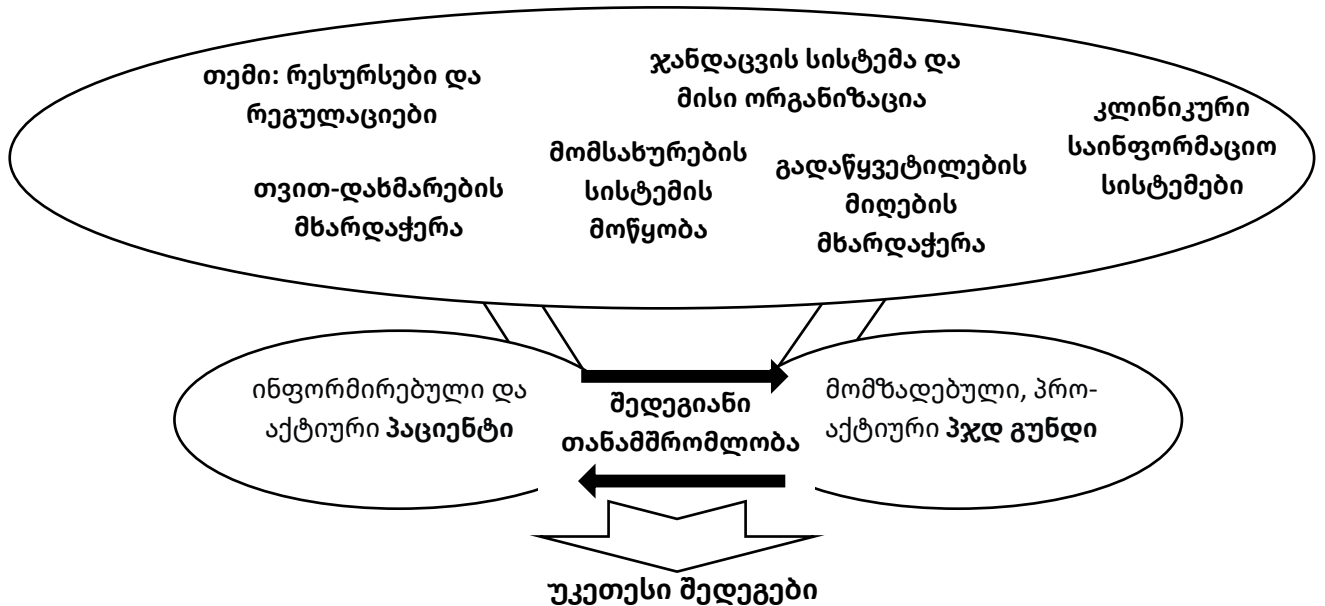 თემი: რესურსები და
რეგულაციები
ჯანდაცვის სისტემა და
მისი ორგანიზაცია
კლინიკური
საინფორმაციო
სისტემები
თვით-დახმარების
მხარდაჭერა
მომსახურების
სისტემის
მოწყობა
გადაწყვეტილების
მიღების
მხარდაჭერა
ინფორმირებული და
აქტიური პაციენტი
შედეგიანი
თანამშრომლობა
მომზადებული, პრო-
აქტიური პჯდ გუნდი
უკეთესი შედეგები